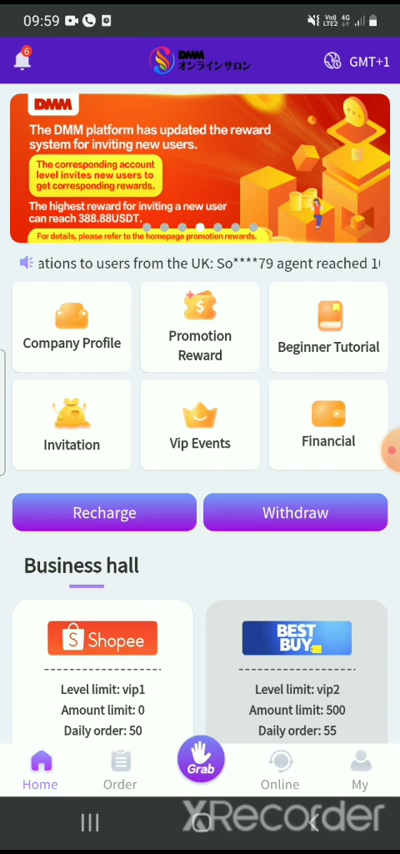 09:59
Vo)) 4G
LTE2
6
DMM
オンラインサロン
GMT+1
DMM
The DMM platform has updated the reward
system for inviting new users.
The corresponding account
level invites new users to
get corresponding rewards.
The highest reward for inviting a new user
can reach 388.88USDT.
For details, please refer to the homepage promotion rewards.
ations to users from the UK: So****79 agent reached 10
Company Profile
Promotion
Reward
Beginner Tutorial
Invitation
Vip Events
Financial
Recharge
Withdraw
Business hall
Shopee
BEST
BUY
Level limit: vip1
Level limit: vip2
Amount limit: 0
Amount limit: 500
Daily order: 50
Daily order: 55
Grab
Home
Order
Online
My
XRecorder